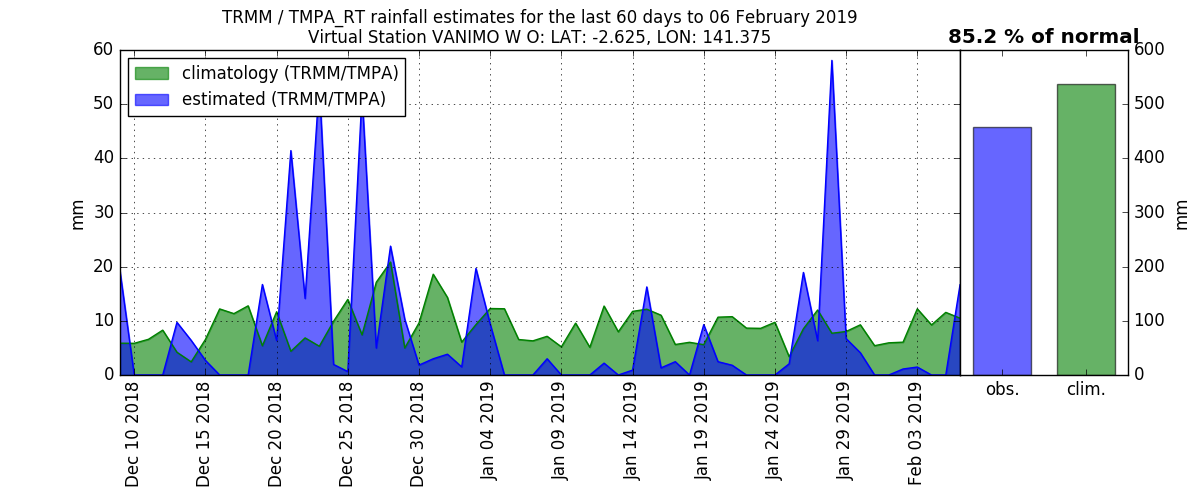 TRMM / TMPA_RT rainfall estimates for the last 60 days to 06 February 2019
Virtual Station VANIMO W O: LAT: -2.625, LON: 141.375
85.2 % of normal
climatology (TRMM/TMPA)
estimated (TRMM/TMPA)
60
50
40
30
20
10
0
mm
Dec 10 2018
Dec 15 2018
Dec 20 2018
Dec 25 2018
Dec 30 2018
Jan 04 2019
Jan 09 2019
Jan 14 2019
Jan 19 2019
Jan 24 2019
Jan 29 2019
Feb 03 2019
600
500
400
300
200
100
0
mm
obs.
clim.